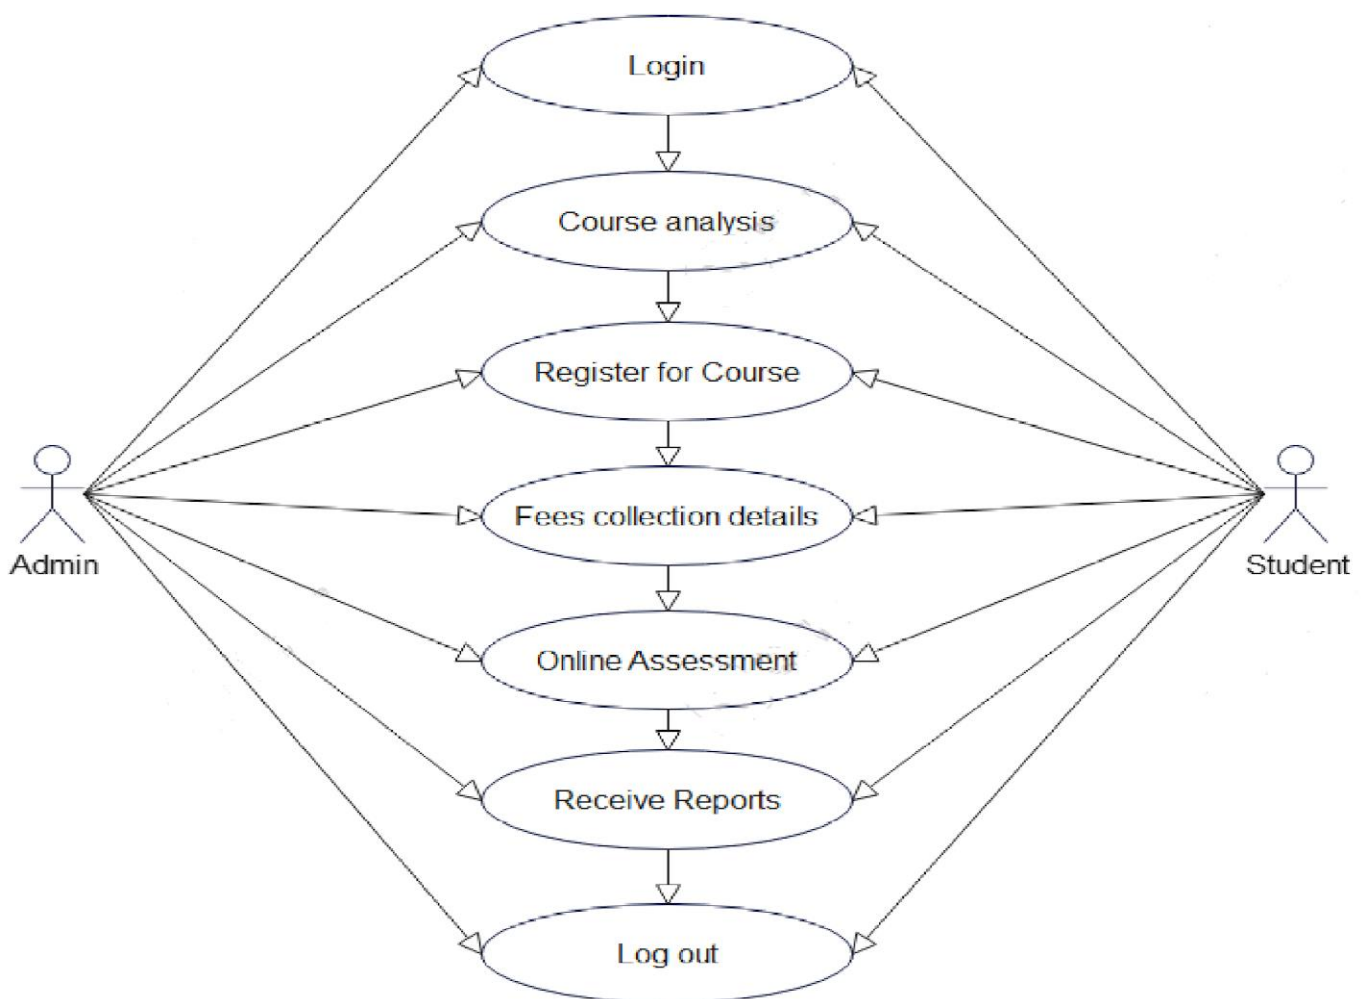 Login
Course analysis
Register for Course
Fees collection details
Admin
Student
Online Assessment
Receive Reports
Log out